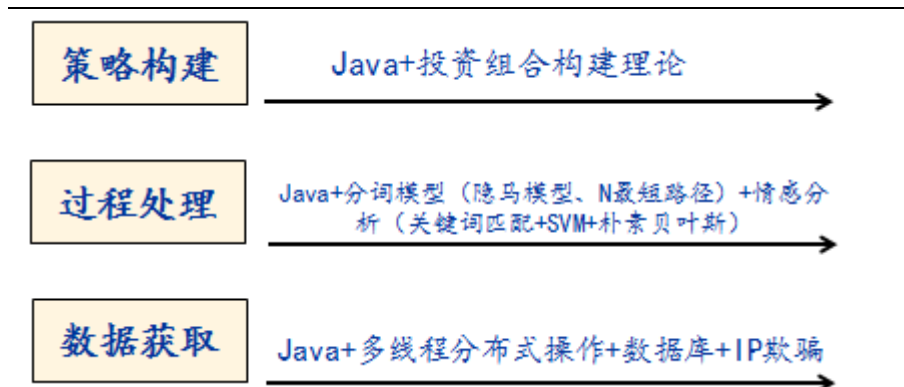 策略构建
Java+投资组合构建理论
过程处理
Java+分词模型（隐马模型、N最短路径）+情感分
析（关键词匹配+SVM+朴素贝叶斯）
数据获取
Java+多线程分布式操作+数据库+IP欺骗